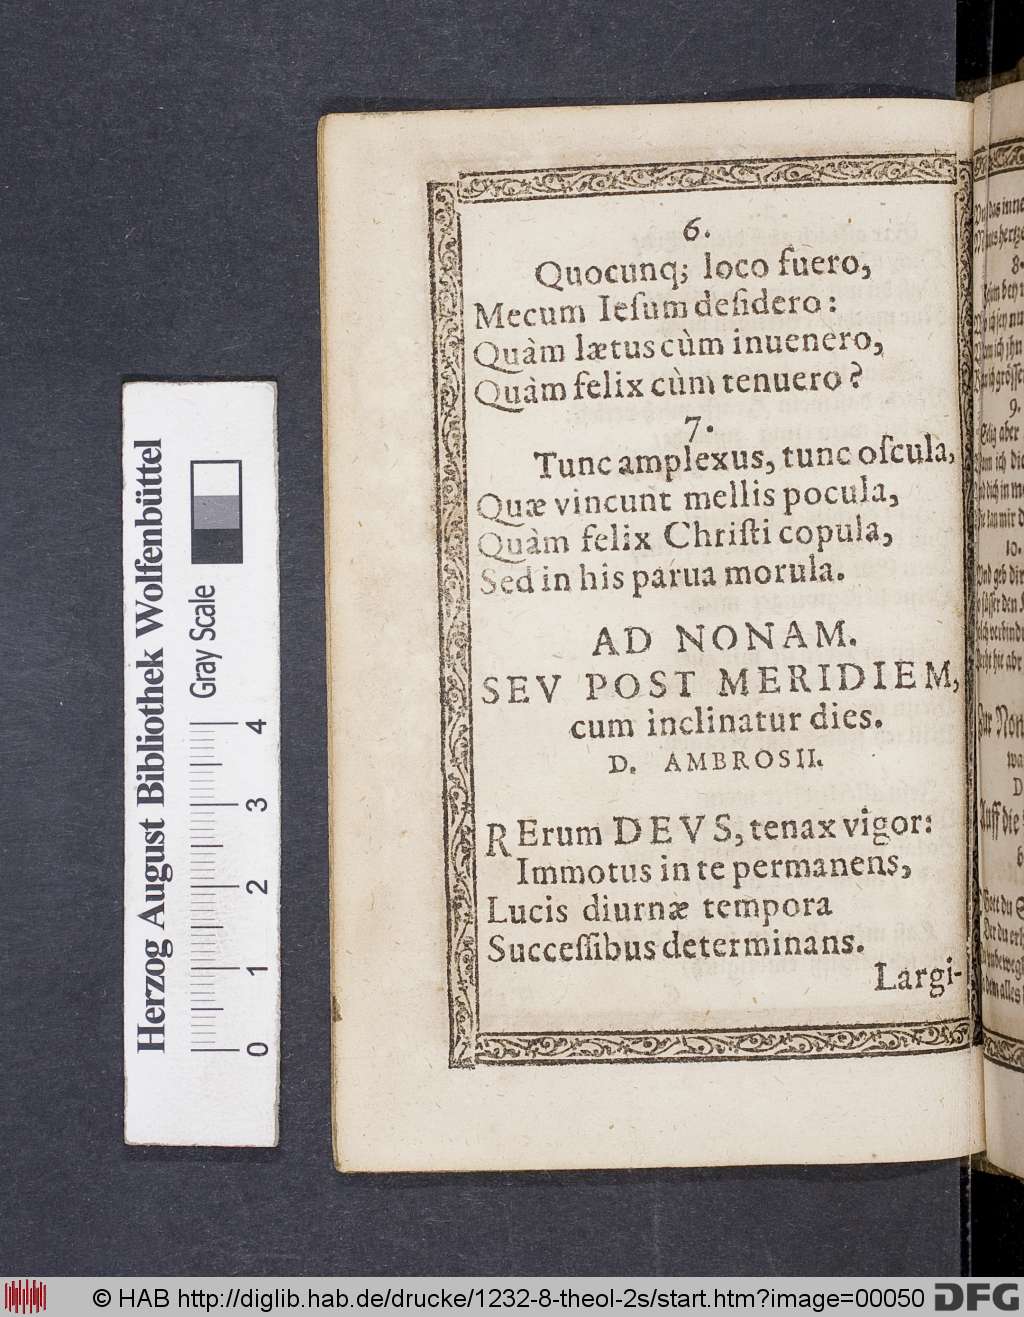 6.
Quocunq; loco fuero,
Mecum Ieſum deſidero:
Quàm lætus cùm inuenero,
Quàm felix cùm tenuero?
7.
Tunc amplexus, tunc oſcula,
Quæ vincunt mellis pocula,
Quàm felix Chriſti copula,
Sed in his parua morula.
AD NONAM.
SEV POST MERIDIEM,
cum inclinatur dies.
D. AMBROSII.
RErum DEVS, tenax vigor:
Immotus in te permanens,
Lucis diurnæ tempora
Succeſſibus determinans.
Largi-
8.
9.
10.
Herzog August Bibliothek Wolfenbüttel
Gray Scale
0 1 2 3 4
© HAB http://diglib.hab.de/drucke/1232-8-theol-2s/start.htm?image=00050
DFG